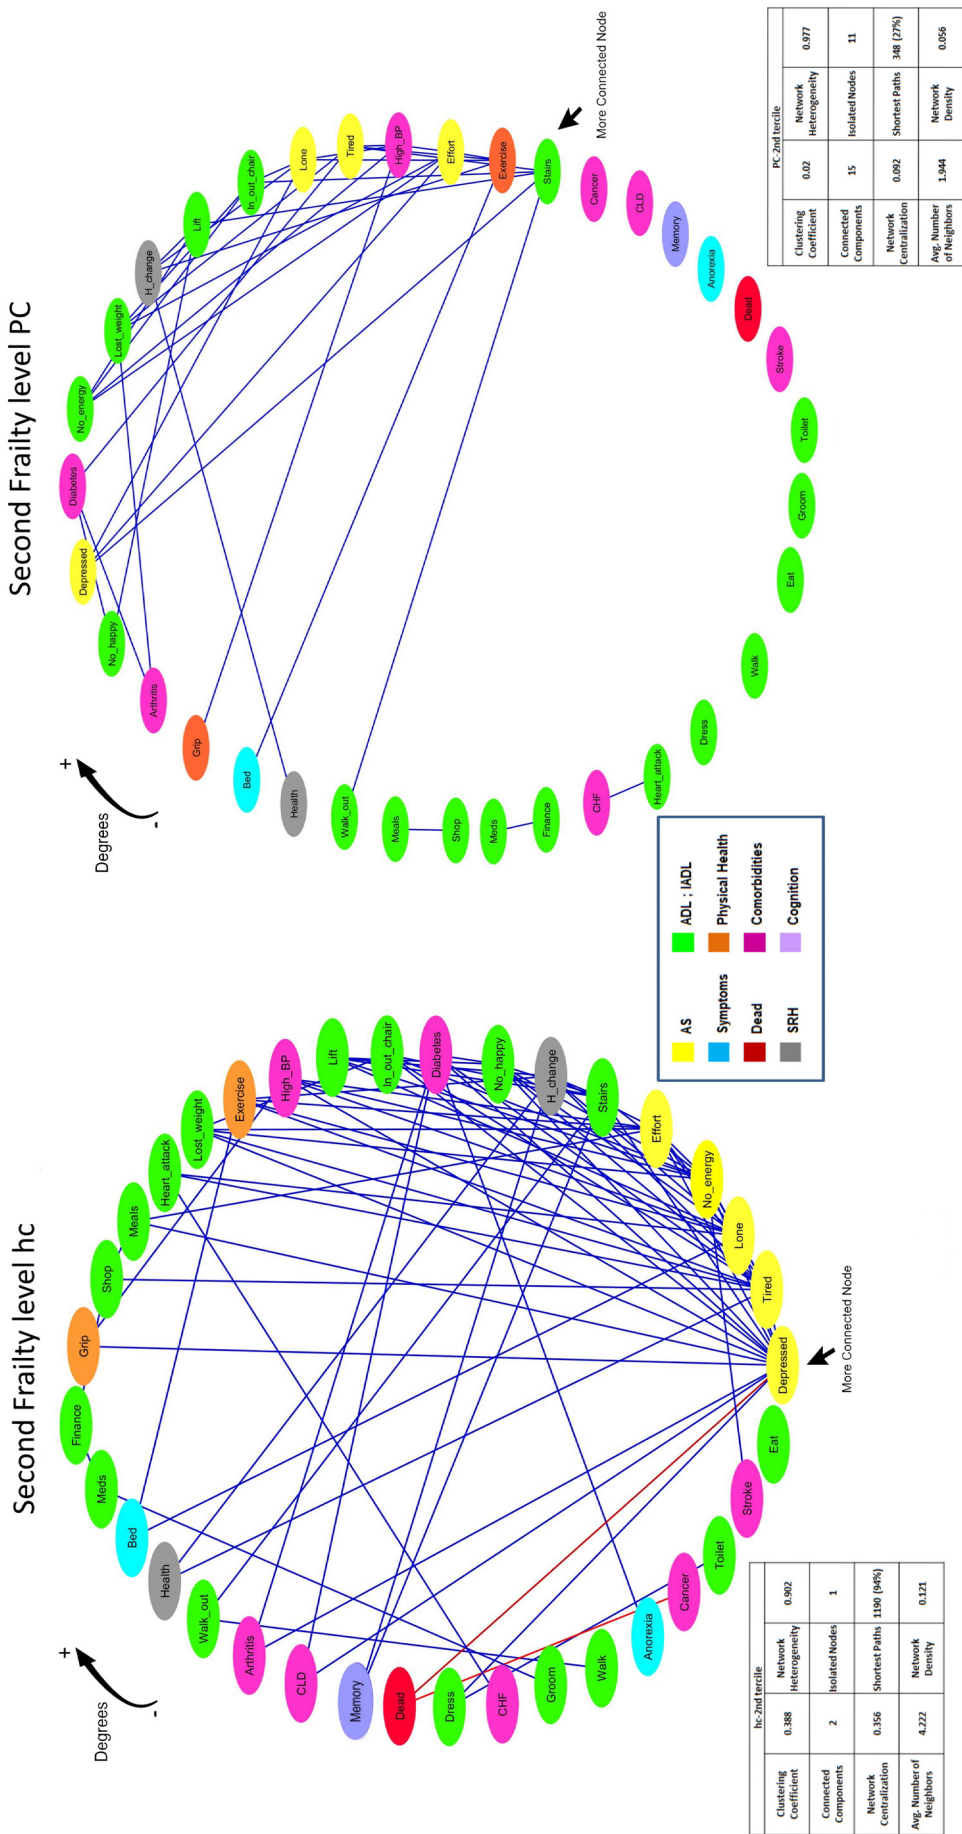 Second Frailty level hc
Degrees
+
-
Grip
Shop
Meals
Heart_attack
Lost_weight
Exercise
High_BP
Lift
In_out_chair
Diabetes
No_happy
H_change
Stairs
Effort
No_energy
Lone
Tired
Depressed
Eat
Stroke
Toilet
Cancer
Anorexia
Walk
Groom
CHF
Dress
Dead
Memory
CLD
Arthritis
Walk_out
Health
Bed
Meds
Finance
More Connected Node
hc-2nd tercile
Clustering Coefficient 0.388 Network Heterogeneity 0.902
Connected Components 2 Isolated Nodes 1
Network Centralization 0.356 Shortest Paths 1190 (94%)
Avg. Number of Neighbors 4.222 Network Density 0.121
AS ADL ; IADL
Symptoms Physical Health
Dead Comorbidities
SRH Cognition
Second Frailty level PC
Degrees
+
-
Diabetes
No_energy
Lost_weight
H_change
Lift
In_out_chair
Lone
Tired
High_BP
Effort
Exercise
Stairs
More Connected Node
Cancer
CLD
Memory
Anorexia
Dead
Stroke
Toilet
Groom
Eat
Walk
Dress
Heart_attack
CHF
Finance
Meds
Shop
Meals
Walk_out
Health
Bed
Grip
Arthritis
No_happy
Depressed
PC-2nd tercile
Clustering Coefficient 0.02 Network Heterogeneity 0.977
Connected Components 15 Isolated Nodes 11
Network Centralization 0.092 Shortest Paths 348 (27%)
Avg. Number of Neighbors 1.944 Network Density 0.056